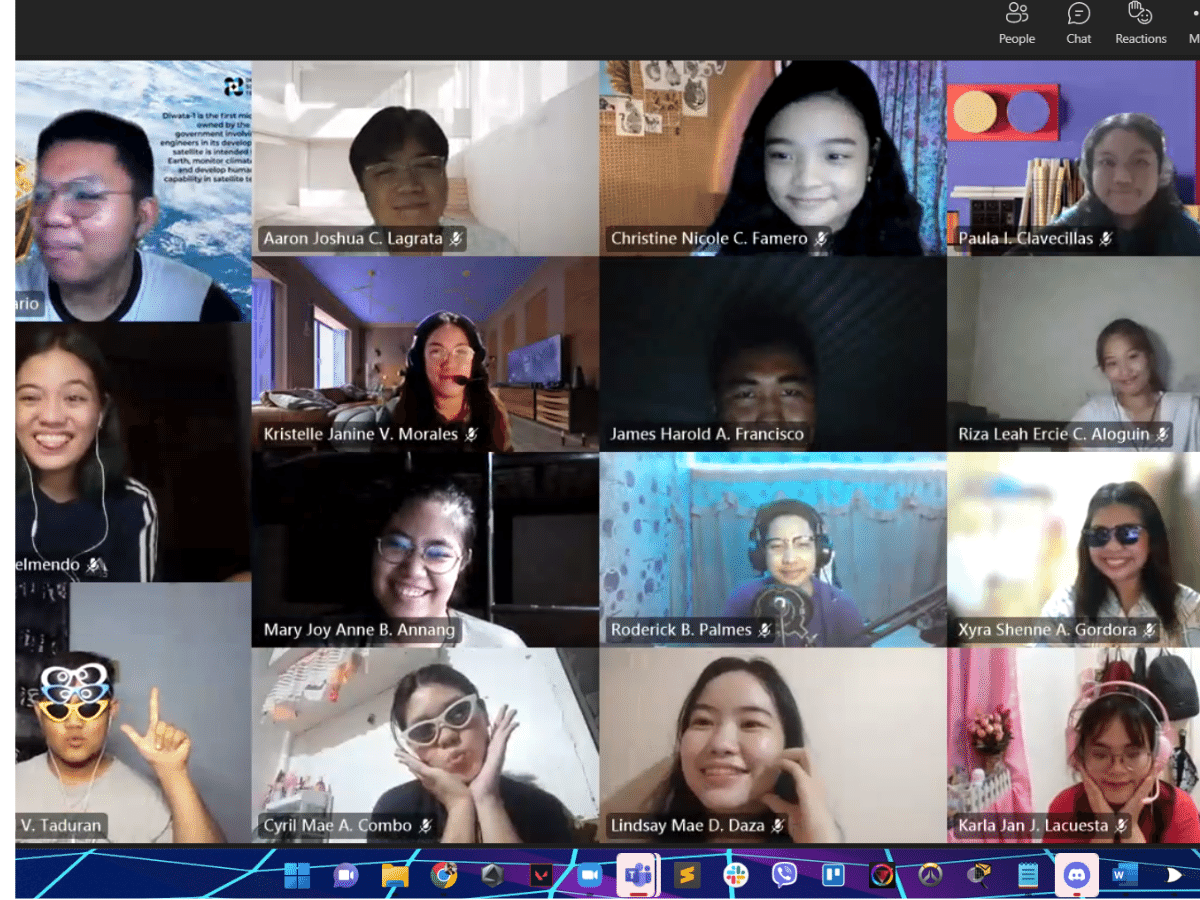 People
Chat
Reactions
M
Diwata-1 is the first mic
owned by the
government involvi
engineers in its develop
satellite is intended
Earth, monitor climat
and develop huma
capability in satellite te
ario
Aaron Joshua C. Lagrata
Christine Nicole C. Famero
Paula I. Clavecillas
elmendo
Kristelle Janine V. Morales
James Harold A. Francisco
Riza Leah Ercie C. Aloguin
Mary Joy Anne B. Annang
Roderick B. Palmes
Xyra Shenne A. Gordora
V. Taduran
Cyril Mae A. Combo
Lindsay Mae D. Daza
Karla Jan J. Lacuesta